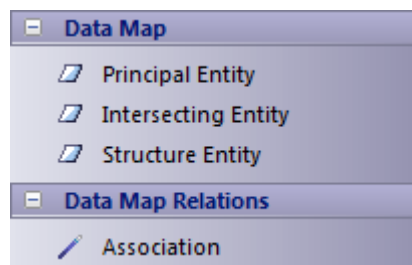 Data Map
Principal Entity
Intersecting Entity
Structure Entity
Data Map Relations
Association